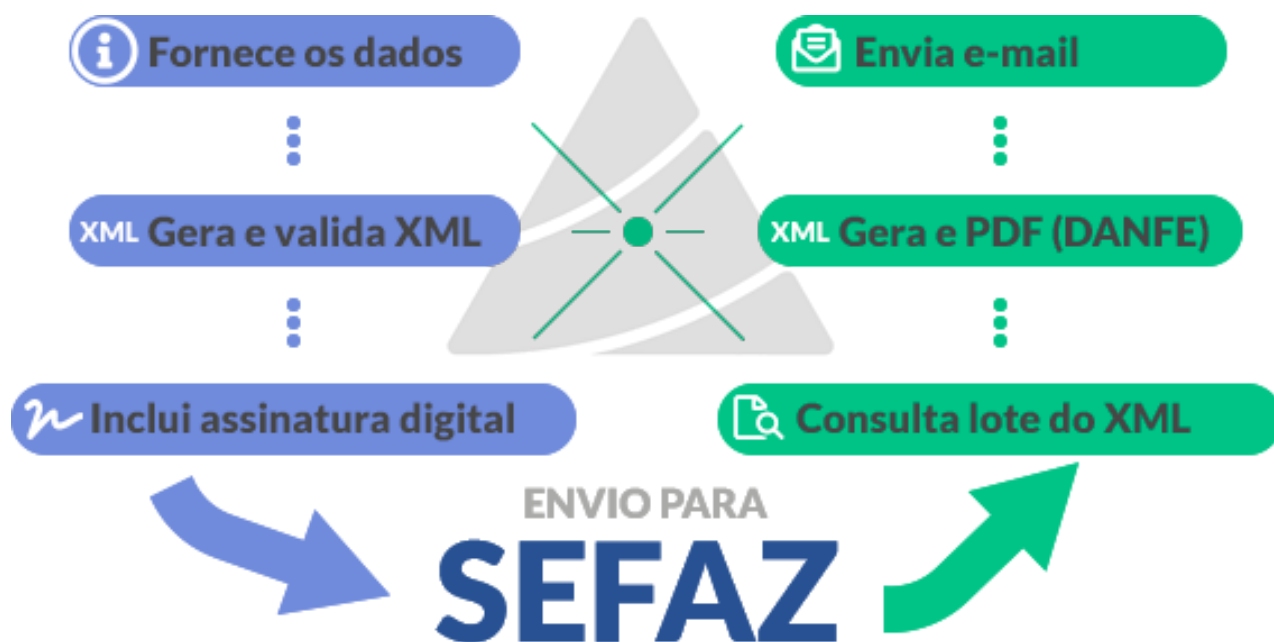 Fornece os dados
XML Gera e valida XML
Inclui assinatura digital
ENVIO PARA
SEFAZ
Consulta lote do XML
XML Gera e PDF (DANFE)
Envia e-mail